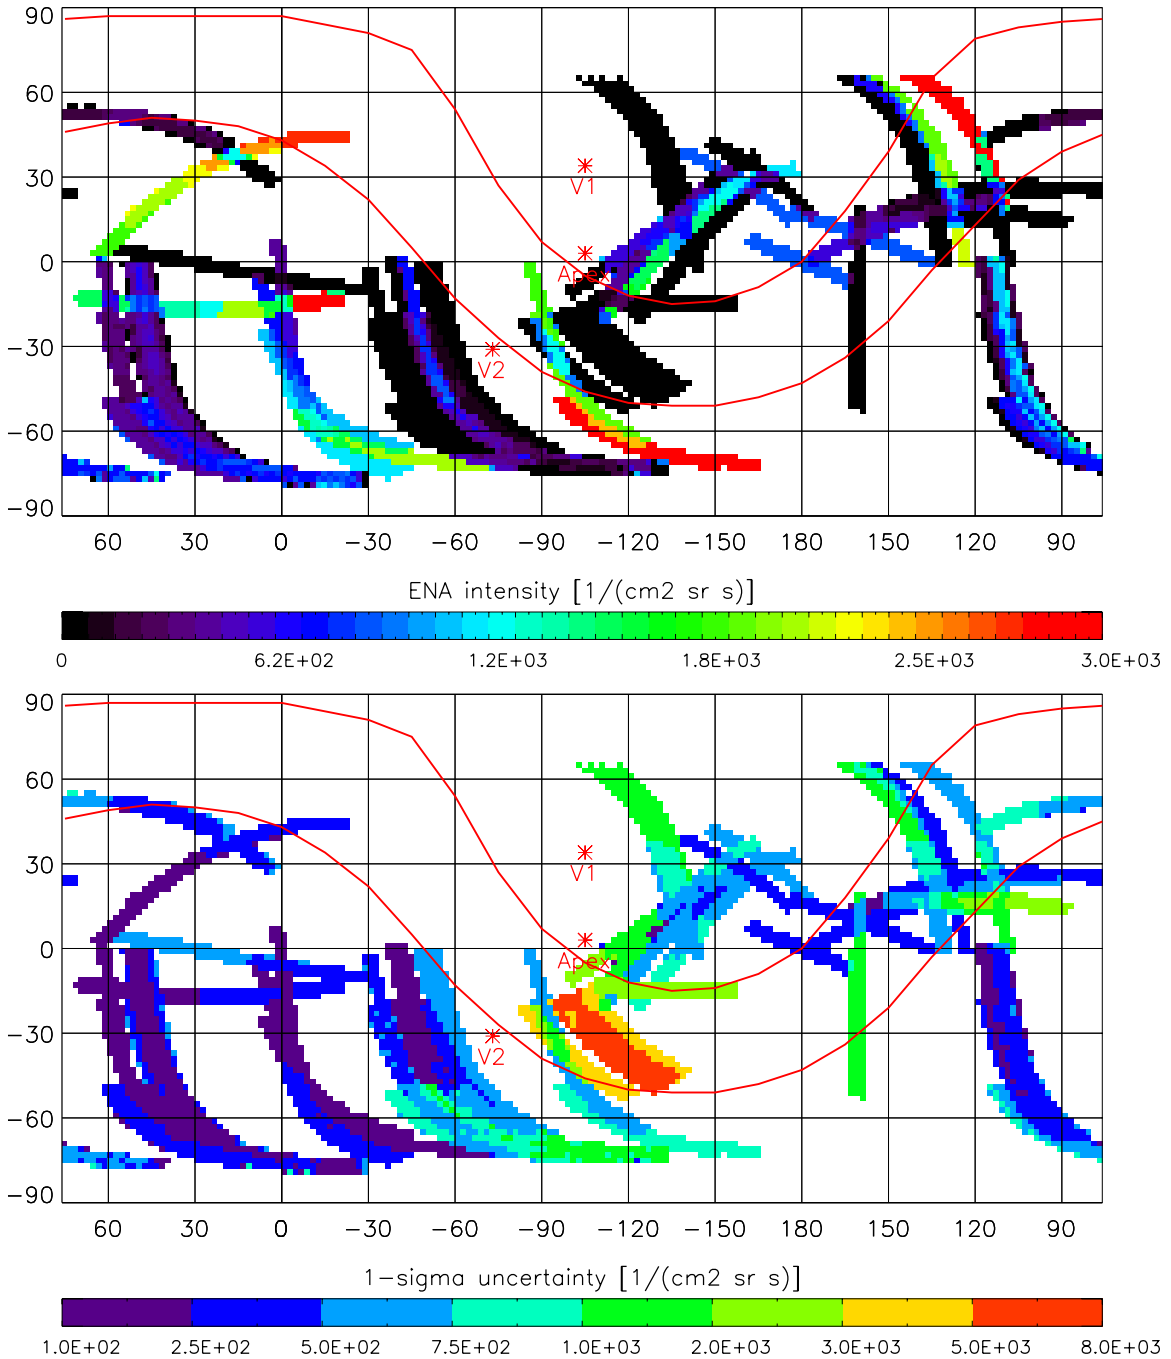 90
60
30
0
−30
−60
−90
V1
Apex
V2
60 30 0 −30 −60 −90 −120 −150 180 150 120 90
ENA intensity [1/(cm2 sr s)]
0 6.2E+02 1.2E+03 1.8E+03 2.5E+03 3.0E+03
90
60
30
0
−30
−60
−90
V1
Apex
V2
60 30 0 −30 −60 −90 −120 −150 180 150 120 90
1−sigma uncertainty [1/(cm2 sr s)]
1.0E+02 2.5E+02 5.0E+02 7.5E+02 1.0E+03 2.0E+03 3.0E+03 5.0E+03 8.0E+03